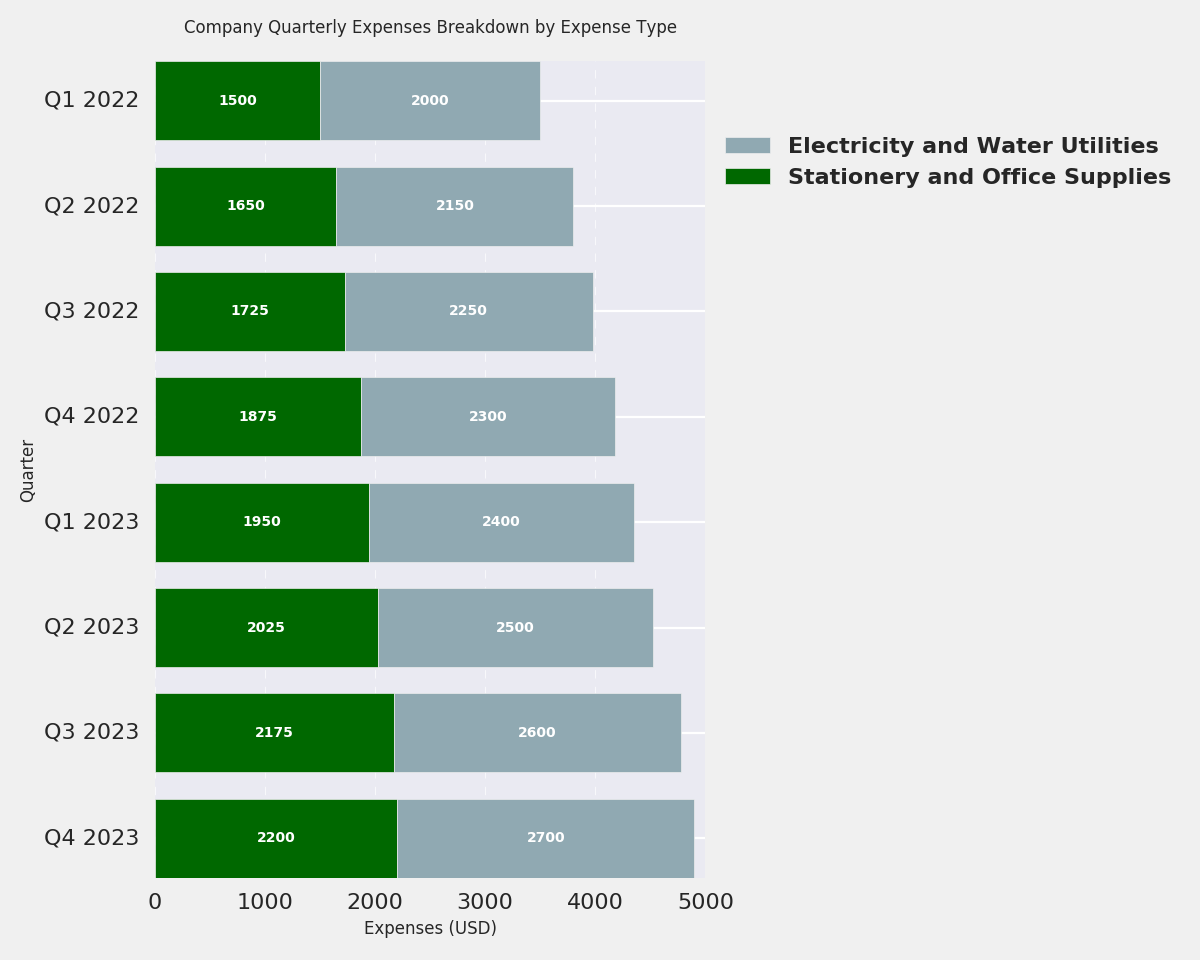 Company Quarterly Expenses Breakdown by Expense Type
Q1 2022
1500
2000
Q2 2022
1650
2150
Q3 2022
1725
2250
Q4 2022
1875
2300
Q1 2023
1950
2400
Q2 2023
2025
2500
Q3 2023
2175
2600
Q4 2023
2200
2700
Quarter
0 1000 2000 3000 4000 5000
Expenses (USD)
Electricity and Water Utilities
Stationery and Office Supplies